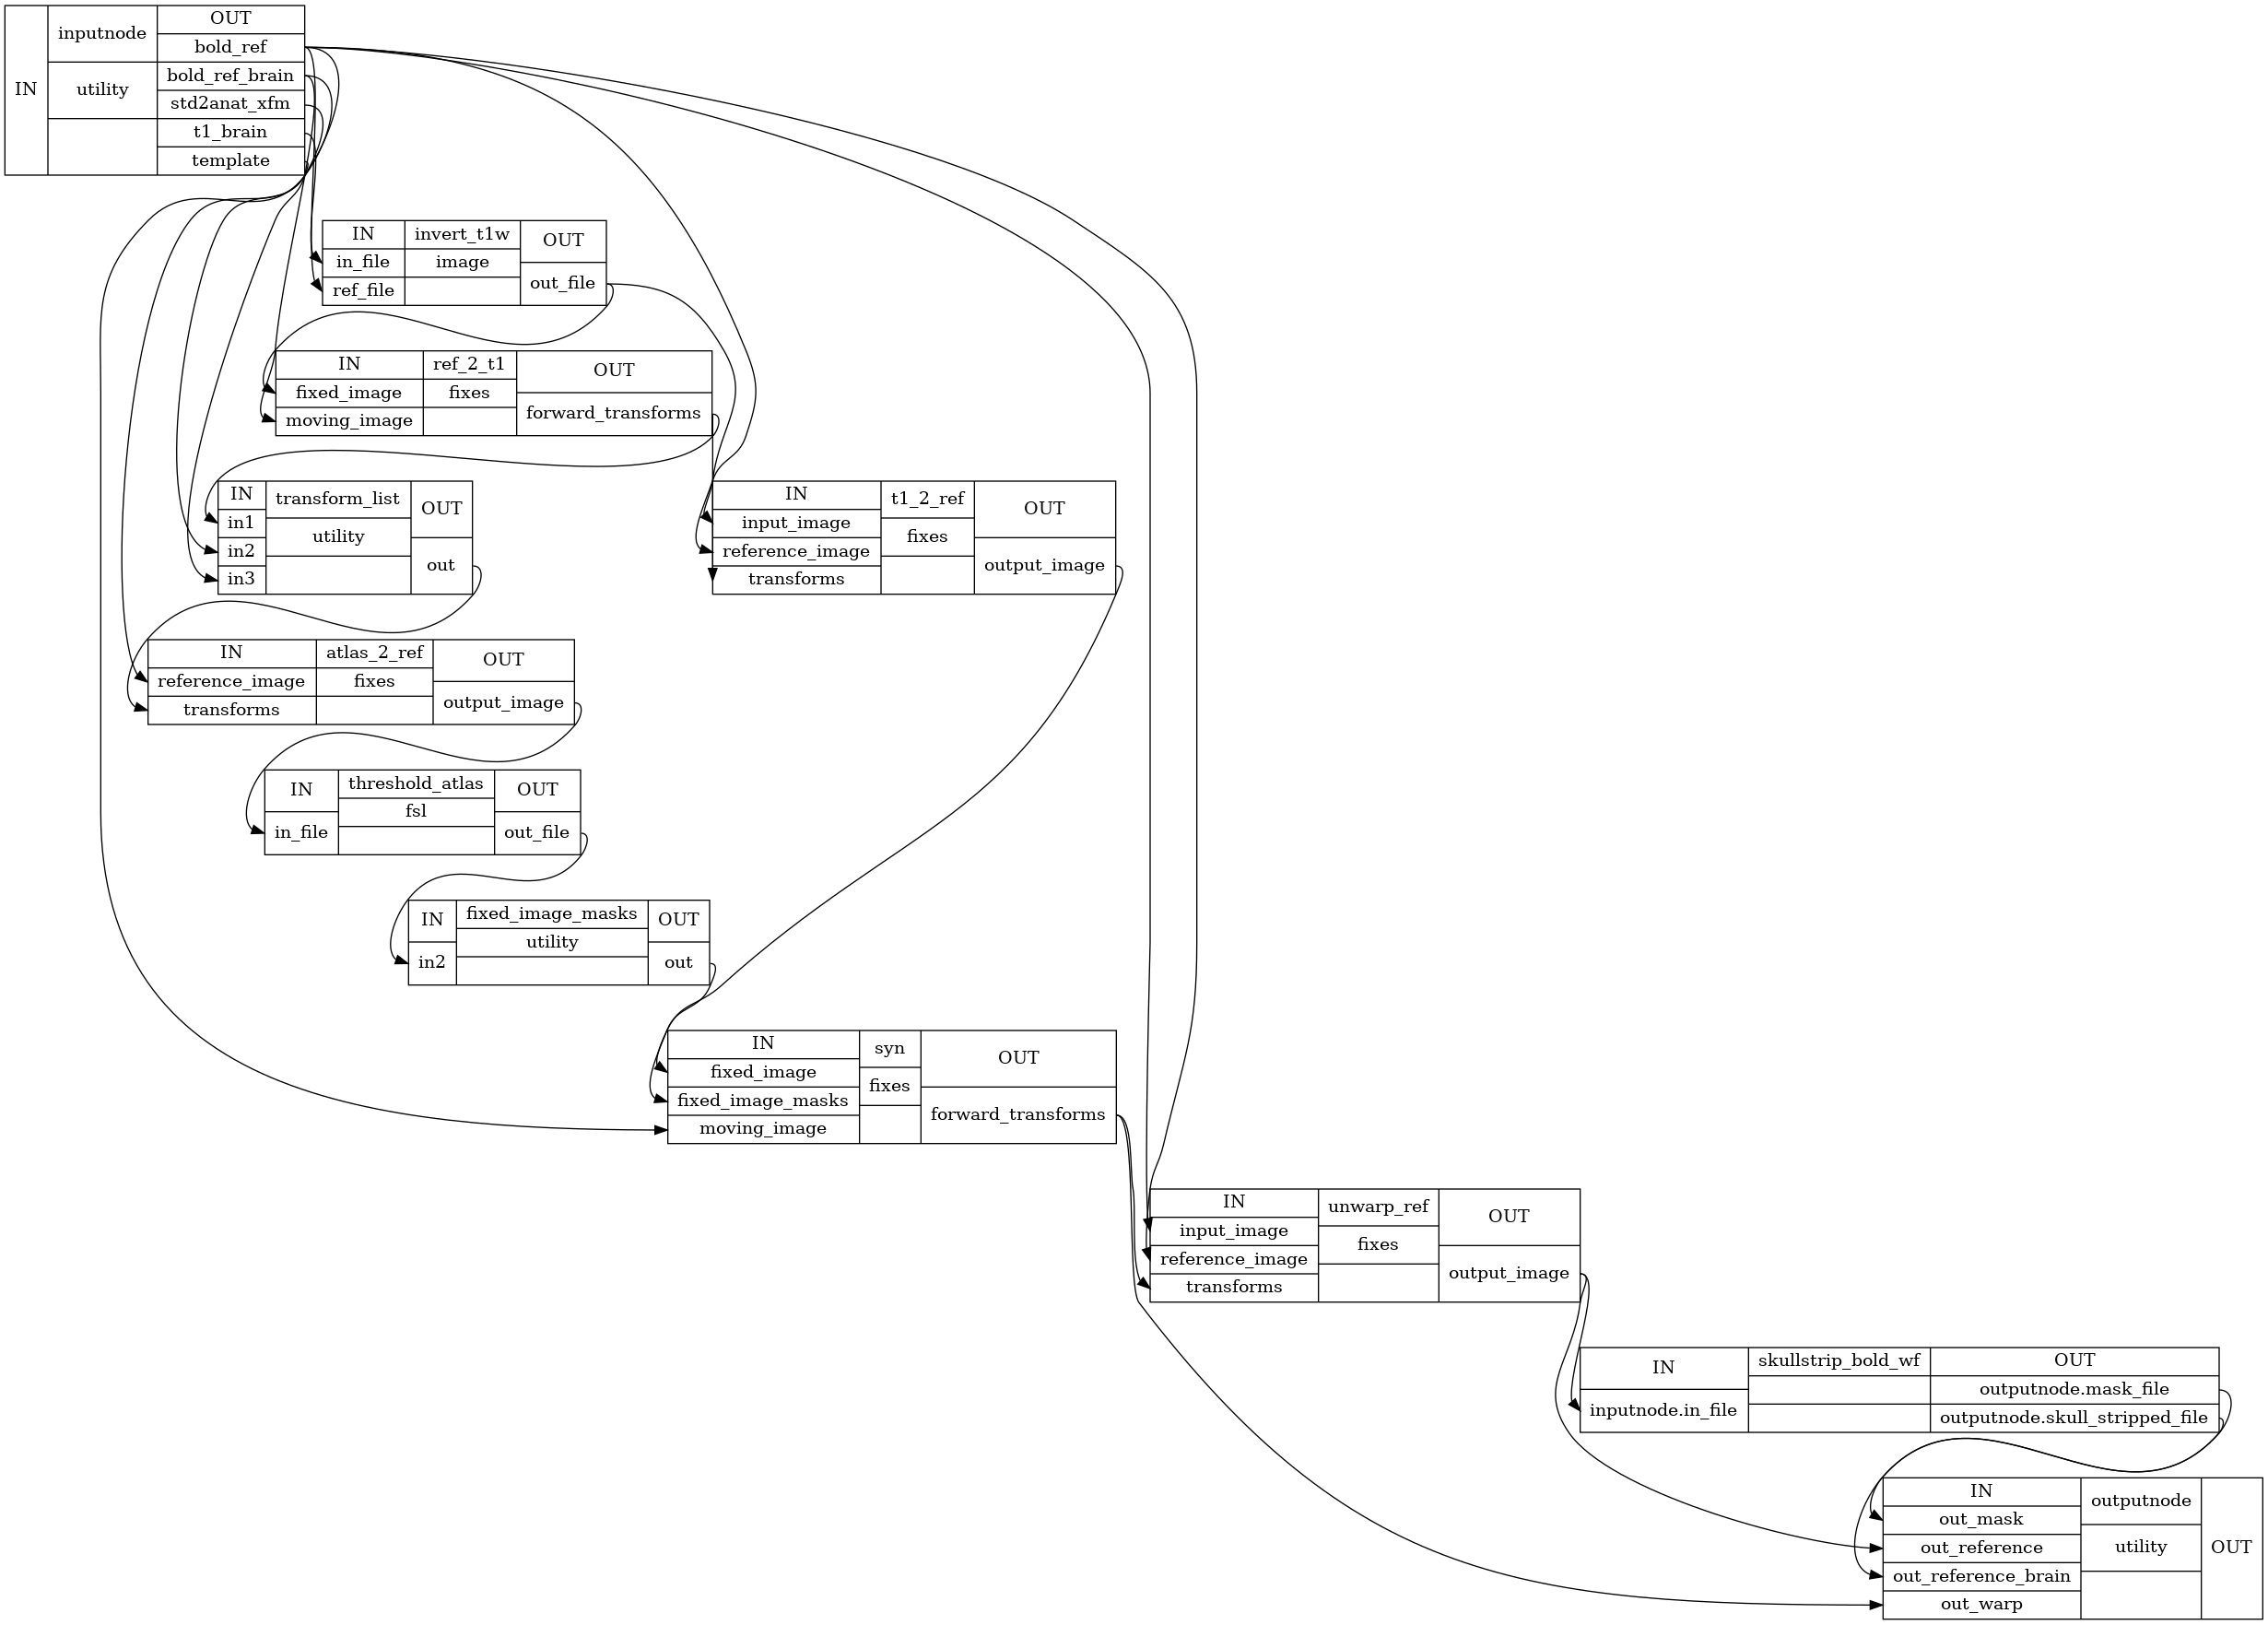 IN
inputnode
utility
OUT
bold_ref
bold_ref_brain
std2anat_xfm
t1_brain
template
IN
in_file
ref_file
invert_t1w
image
OUT
out_file
IN
fixed_image
moving_image
ref_2_t1
fixes
OUT
forward_transforms
IN
in1
in2
in3
transform_list
utility
OUT
out
IN
input_image
reference_image
transforms
t1_2_ref
fixes
OUT
output_image
IN
reference_image
transforms
atlas_2_ref
fixes
OUT
output_image
IN
in_file
threshold_atlas
fsl
OUT
out_file
IN
in2
fixed_image_masks
utility
OUT
out
IN
fixed_image
fixed_image_masks
moving_image
syn
fixes
OUT
forward_transforms
IN
input_image
reference_image
transforms
unwarp_ref
fixes
OUT
output_image
IN
inputnode.in_file
skullstrip_bold_wf
OUT
outputnode.mask_file
outputnode.skull_stripped_file
IN
out_mask
out_reference
out_reference_brain
out_warp
outputnode
utility
OUT